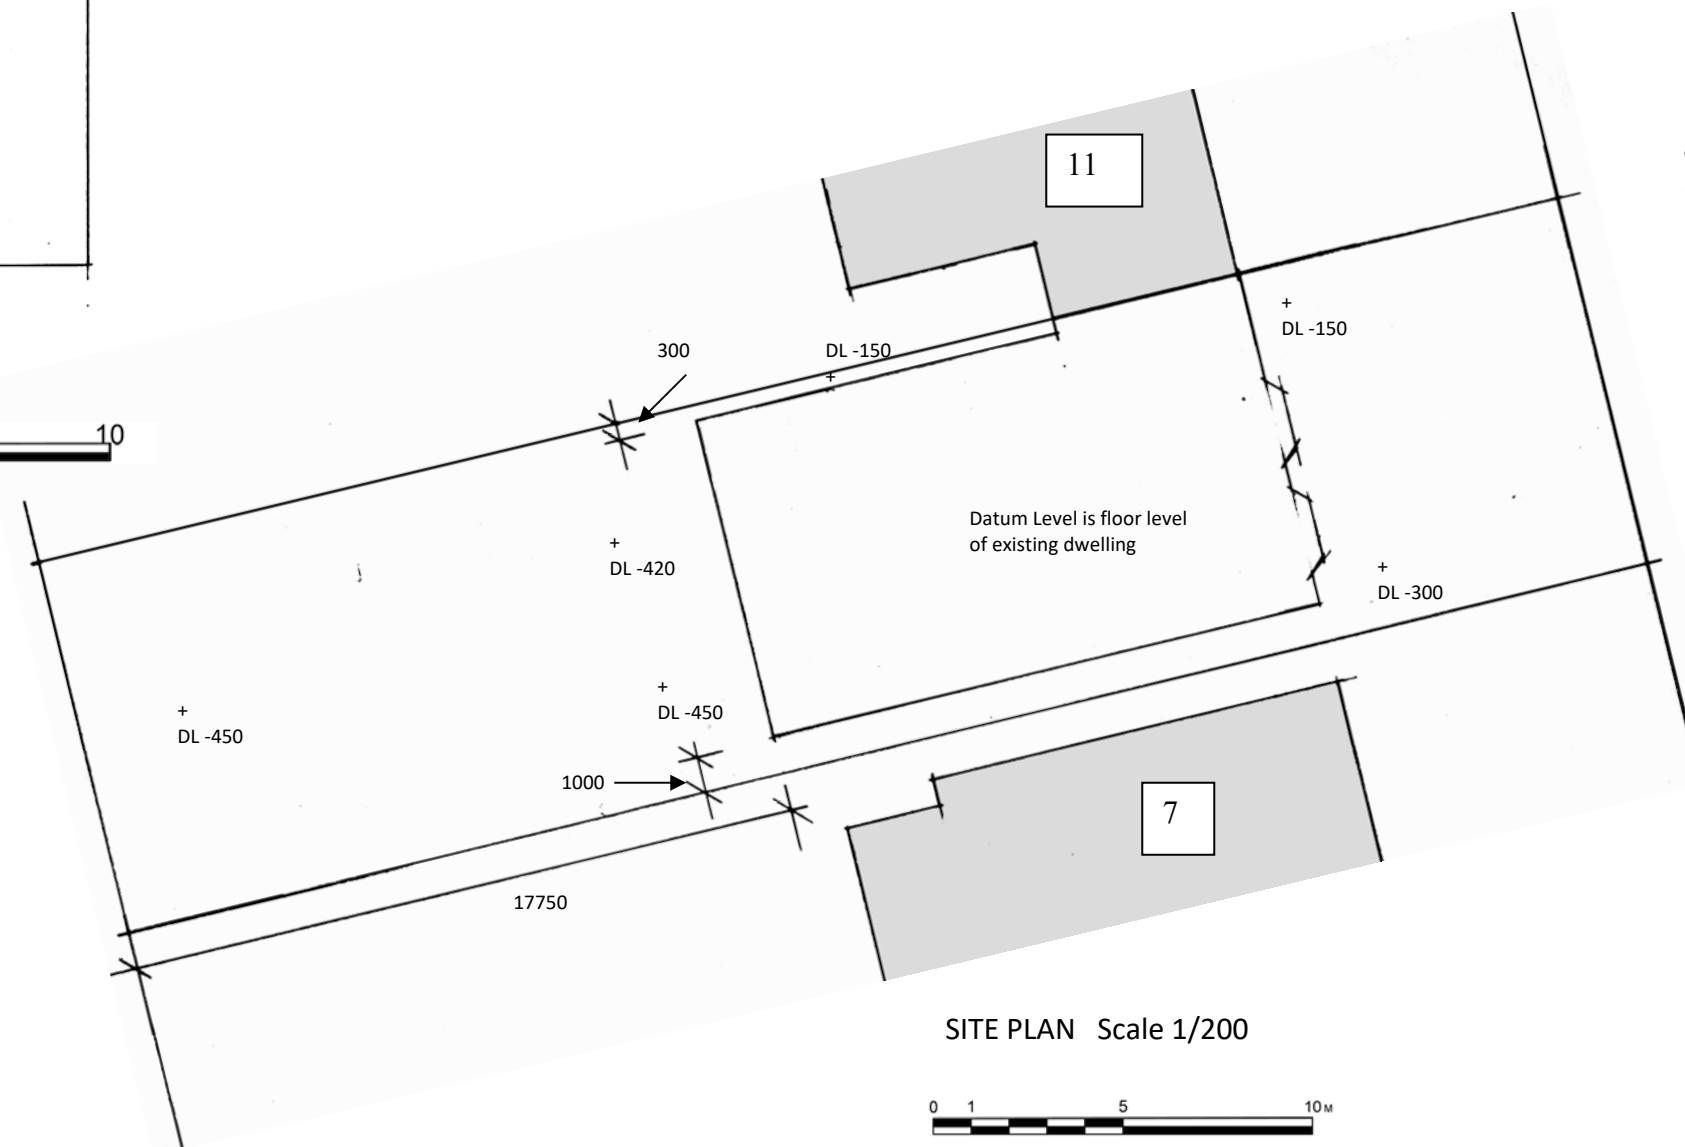 11
DL -150
300
DL -150
10
Datum Level is floor level
of existing dwelling
DL -420
DL -300
DL -450
DL -450
1000
7
17750
SITE PLAN Scale 1/200
0 1 5 10 M